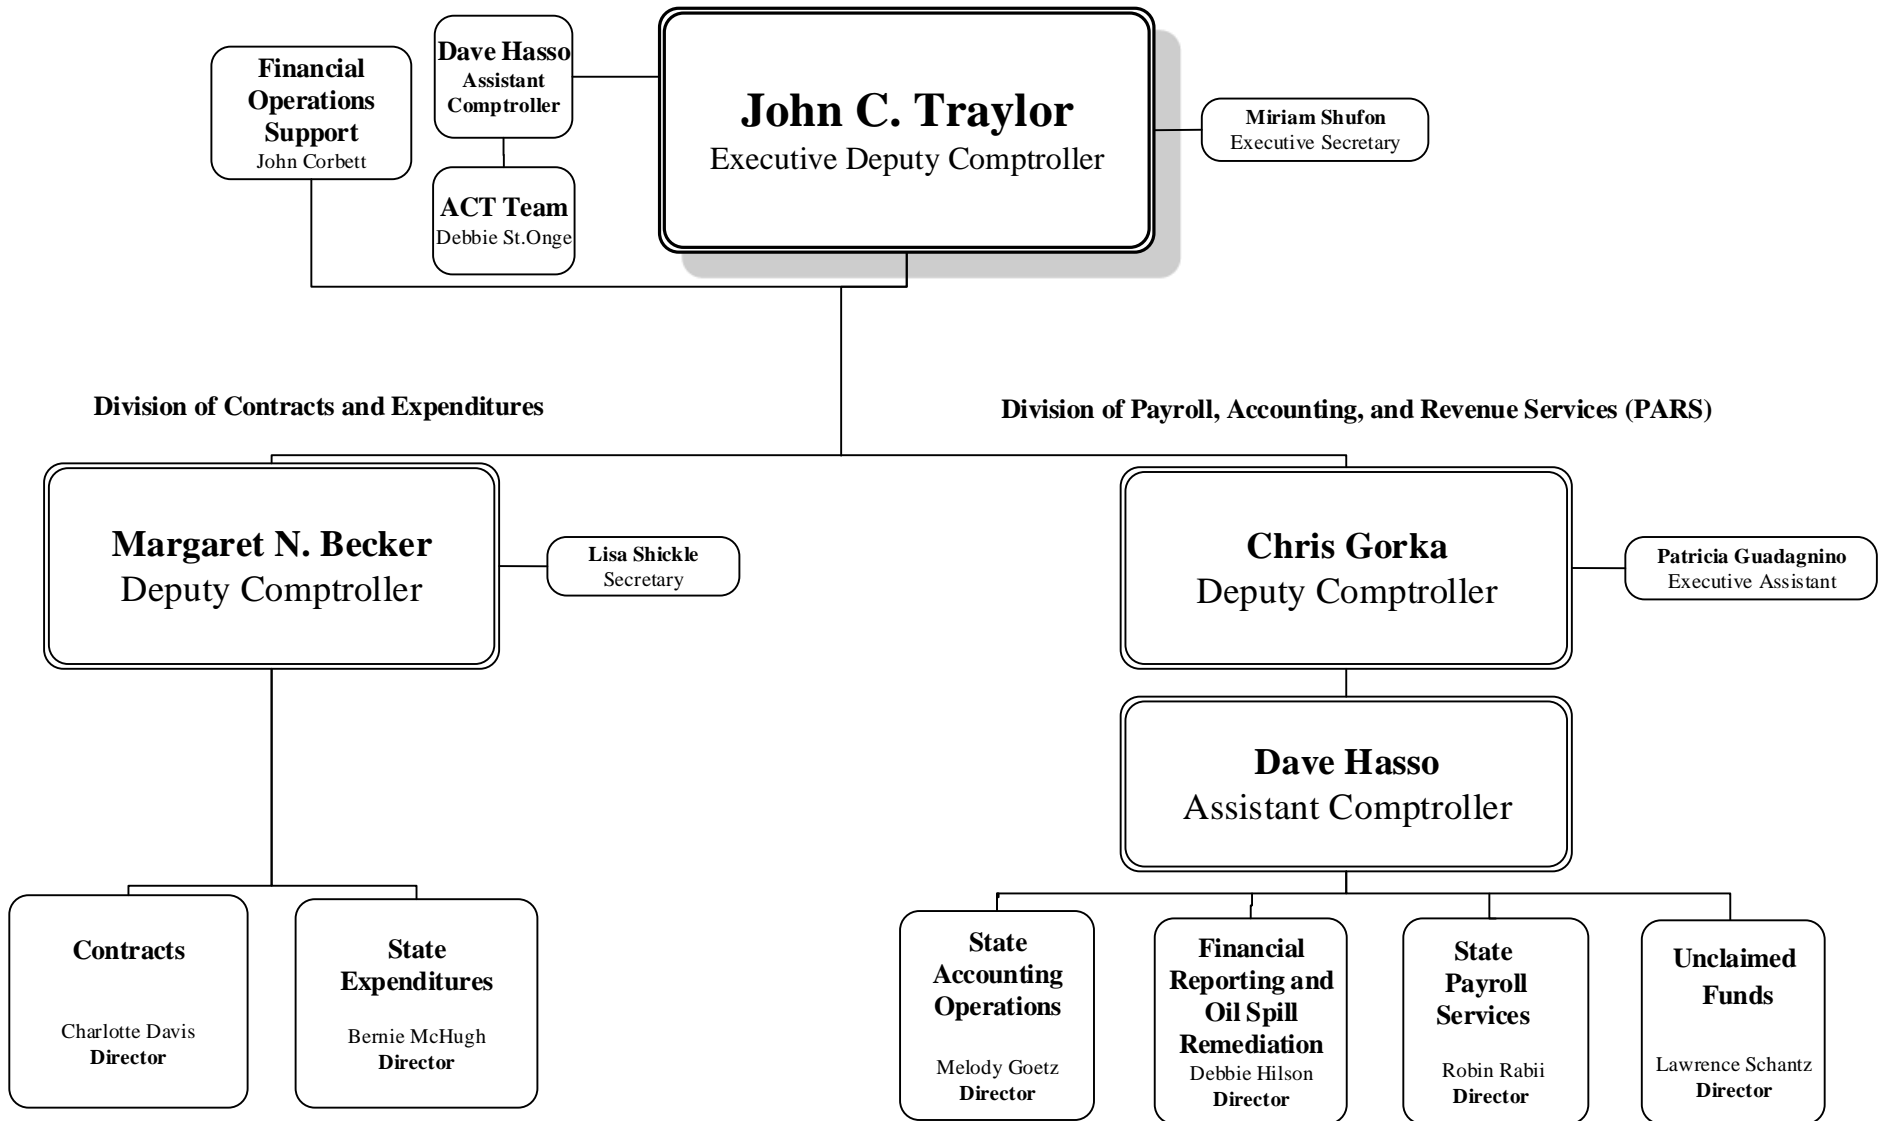 Financial
Operations
Support
John Corbett
Dave Hasso
Assistant
Comptroller
ACT Team
Debbie St.Onge
John C. Traylor
Executive Deputy Comptroller
Miriam Shufon
Executive Secretary
Division of Contracts and Expenditures
Division of Payroll, Accounting, and Revenue Services (PARS)
Margaret N. Becker
Deputy Comptroller
Lisa Shickle
Secretary
Chris Gorka
Deputy Comptroller
Patricia Guadagnino
Executive Assistant
Dave Hasso
Assistant Comptroller
Contracts
Charlotte Davis
Director
State
Expenditures
Bernie McHugh
Director
State
Accounting
Operations
Melody Goetz
Director
Financial
Reporting and
Oil Spill
Remediation
Debbie Hilson
Director
State
Payroll
Services
Robin Rabii
Director
Unclaimed
Funds
Lawrence Schantz
Director